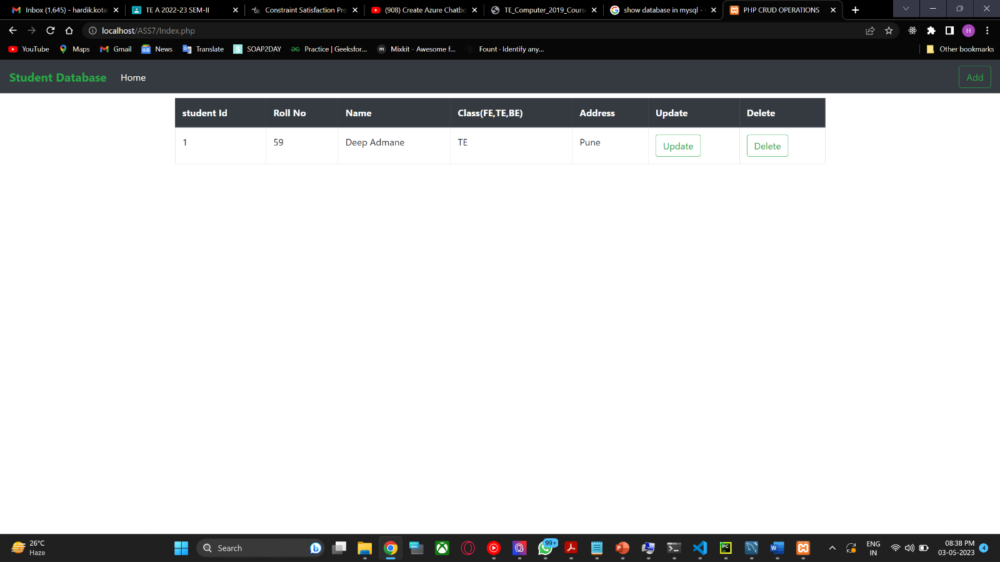 Inbox (1,645) - hardik.kota
TE A 2022-23 SEM-II
Constraint Satisfaction Pro
(908) Create Azure Chatbo
TE_Computer_2019_Cours
show database in mysql -
PHP CRUD OPERATIONS
localhost/ASS7/Index.php
H
YouTube
Maps
Gmail
News
Translate
SOAP2DAY
Practice | Geeksfor...
Mixkit - Awesome f...
Fount - Identify any...
Other bookmarks
Student Database
Home
Add
student Id Roll No Name Class(FE,TE,BE) Address Update Delete
1 59 Deep Admane TE Pune Update Delete
26°C
Haze
Search
99+
ENG
IN
08:38 PM
03-05-2023
4